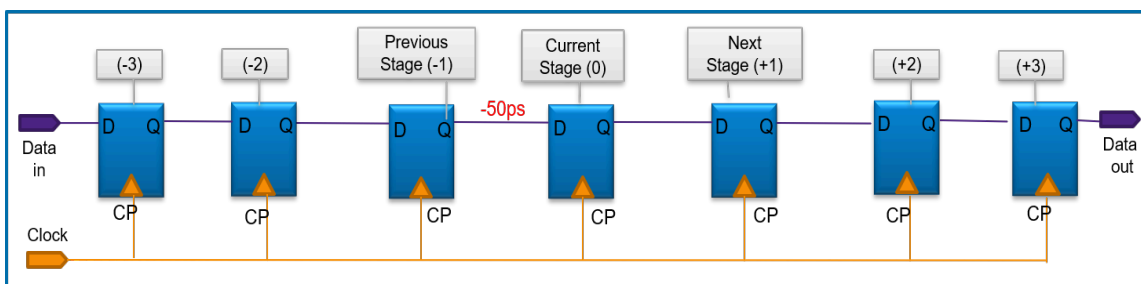 (-3)
(-2)
Previous
Stage (-1)
Current
Stage (0)
Next
Stage (+1)
(+2)
(+3)
-50ps
Data
in
D Q
D Q
D Q
D Q
D Q
D Q
D Q
Data
out
CP
CP
CP
CP
CP
CP
CP
Clock